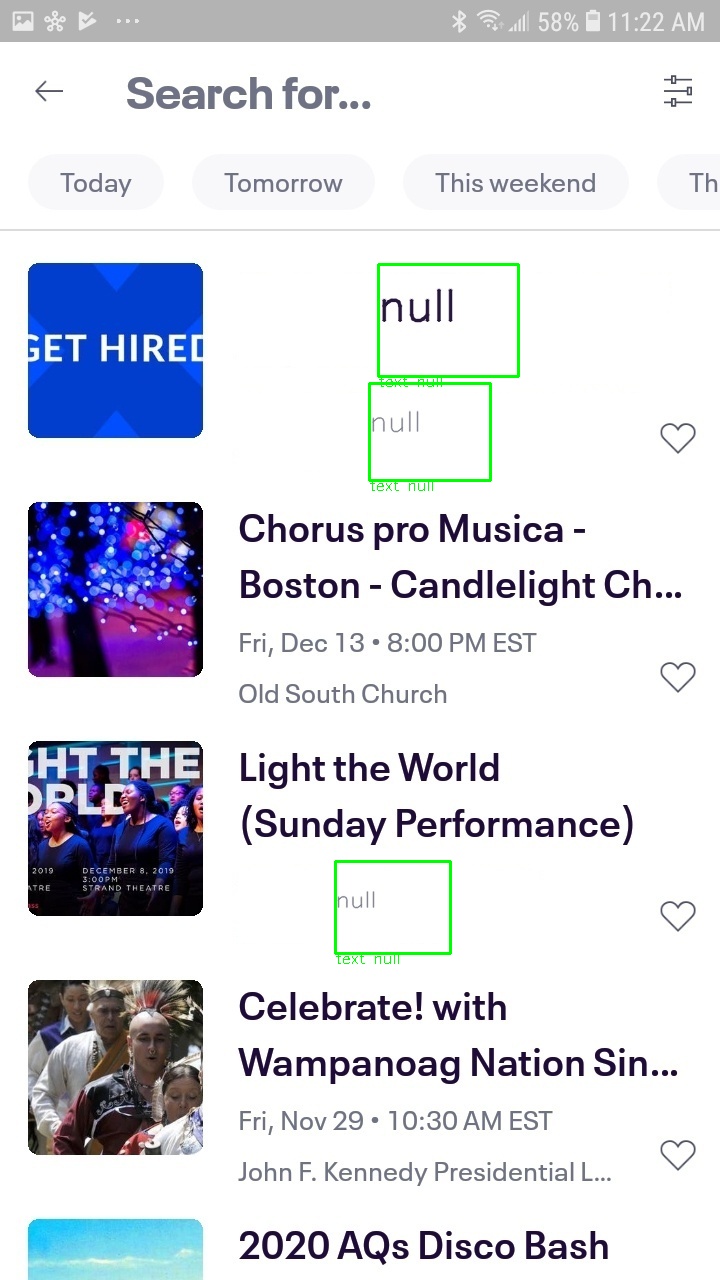 58% 11:22 AM
Search for...
Today
Tomorrow
This weekend
Th
GET HIRED
null
text null
null
text null
Chorus pro Musica -
Boston - Candlelight Ch...
Fri, Dec 13 • 8:00 PM EST
Old South Church
GHT THE
ORLD
2019
ATRE
DECEMBER 8, 2019
3:00PM
STRAND THEATRE
Light the World
(Sunday Performance)
null
text null
Celebrate! with
Wampanoag Nation Sin...
Fri, Nov 29 • 10:30 AM EST
John F. Kennedy Presidential L...
2020 AQs Disco Bash